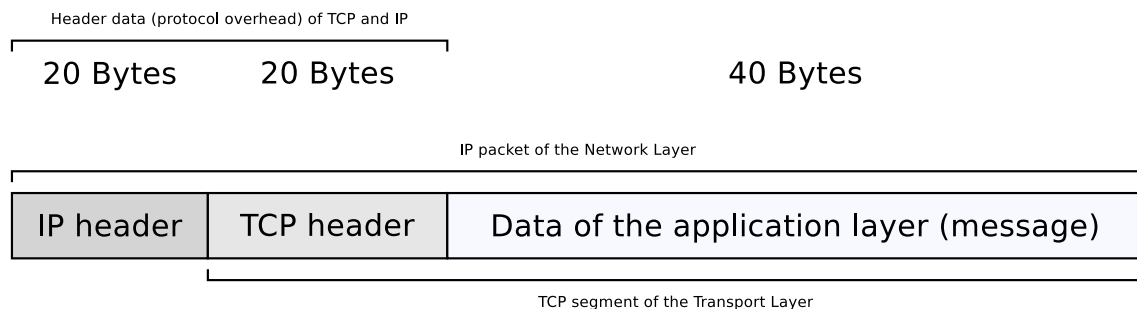 Header data (protocol overhead) of TCP and IP
20 Bytes 20 Bytes 40 Bytes
IP packet of the Network Layer
IP header TCP header Data of the application layer (message)
TCP segment of the Transport Layer